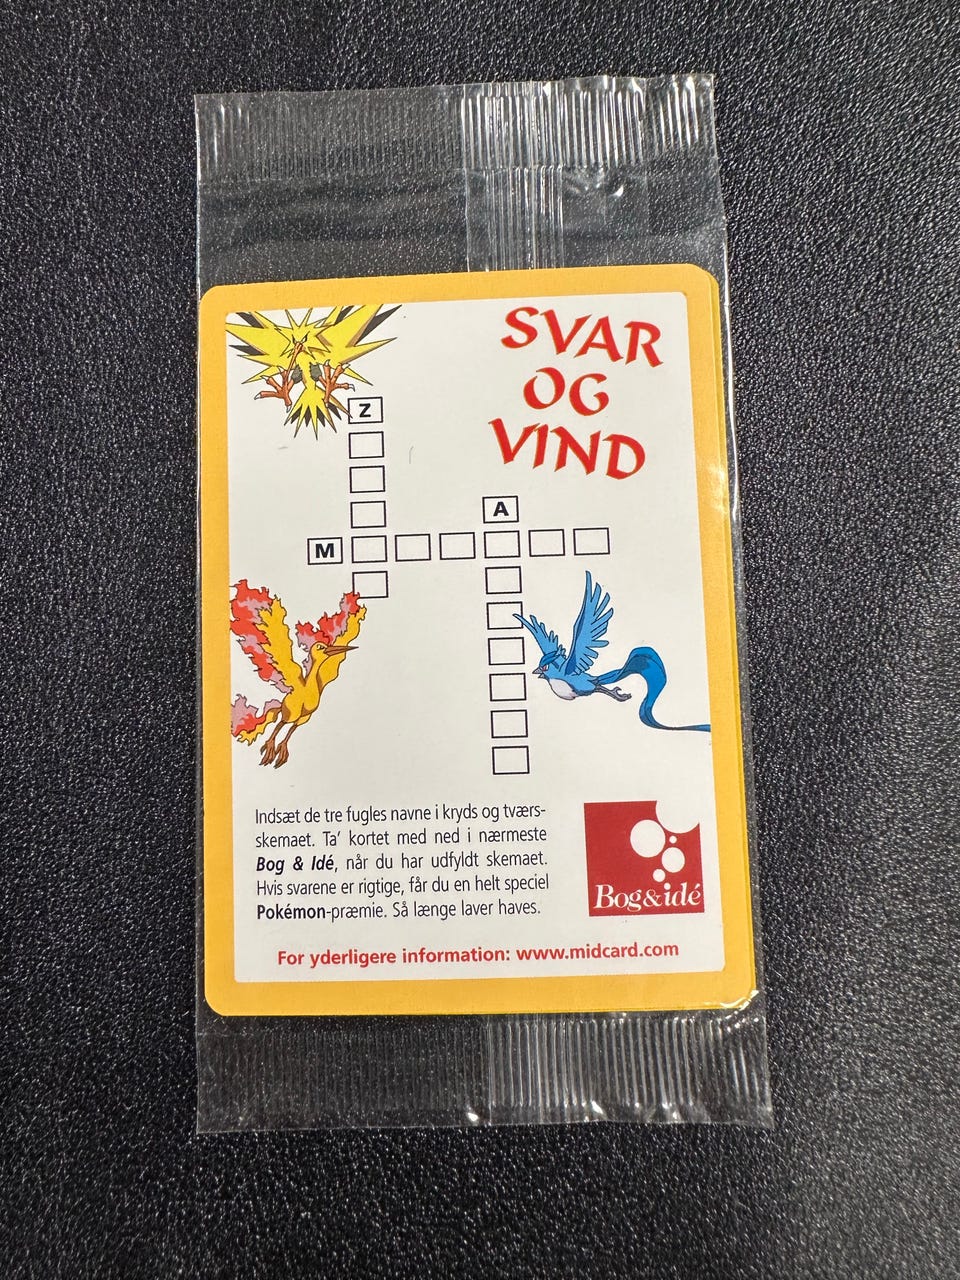 SVAR
OG
VIND
Z
A
M
Indsæt de tre fugles navne i kryds og tværs-
skemaet. Ta' kortet med ned i nærmeste
Bog & Idé, når du har udfyldt skemaet.
Hvis svarene er rigtige, får du en helt speciel
Pokémon-præmie. Så længe laver haves.
Bog&idé
For yderligere information: www.midcard.com